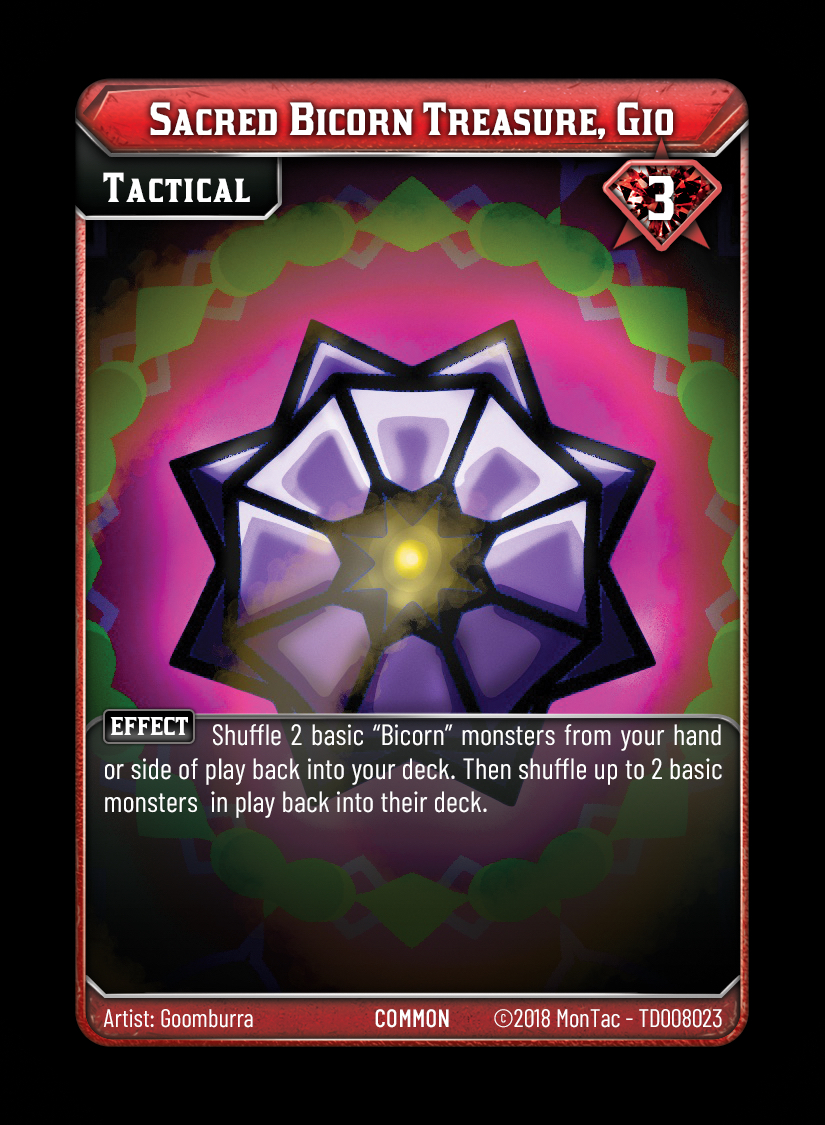 Sacred Bicorn Treasure, Gio
Tactical
3
EFFECT Shuffle 2 basic “Bicorn” monsters from your hand
or side of play back into your deck. Then shuffle up to 2 basic
monsters in play back into their deck.
Artist: Goomburra COMMON ©2018 MonTac - TD008023